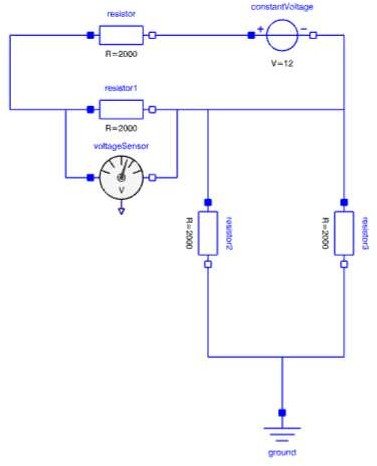 resistor
R=2000
constantVoltage
+
−
V=12
resistor1
R=2000
voltageSensor
V
R=2000
resistor2
R=2000
resistor3
ground